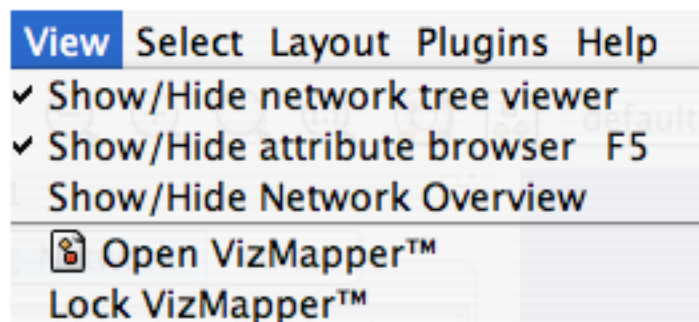 View Select Layout Plugins Help
✓ Show/Hide network tree viewer
default
✓ Show/Hide attribute browser F5
Show/Hide Network Overview
Open VizMapper™
Lock VizMapper™